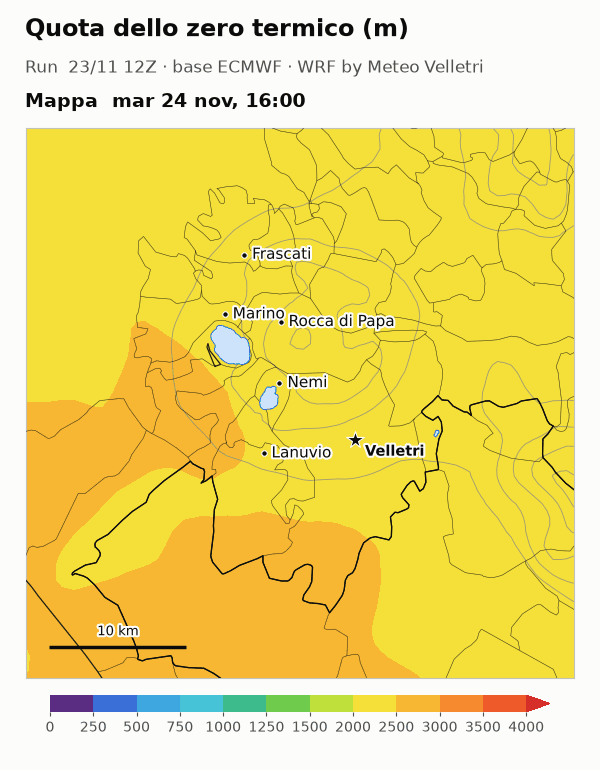 Quota dello zero termico (m)
Run  23/11 12Z · base ECMWF · WRF by Meteo Velletri
Mappa  mar 24 nov, 16:00
Frascati
Marino
Rocca di Papa
Nemi
Velletri
Lanuvio
10 km
0 250 500 750 1000 1250 1500 2000 2500 3000 3500 4000